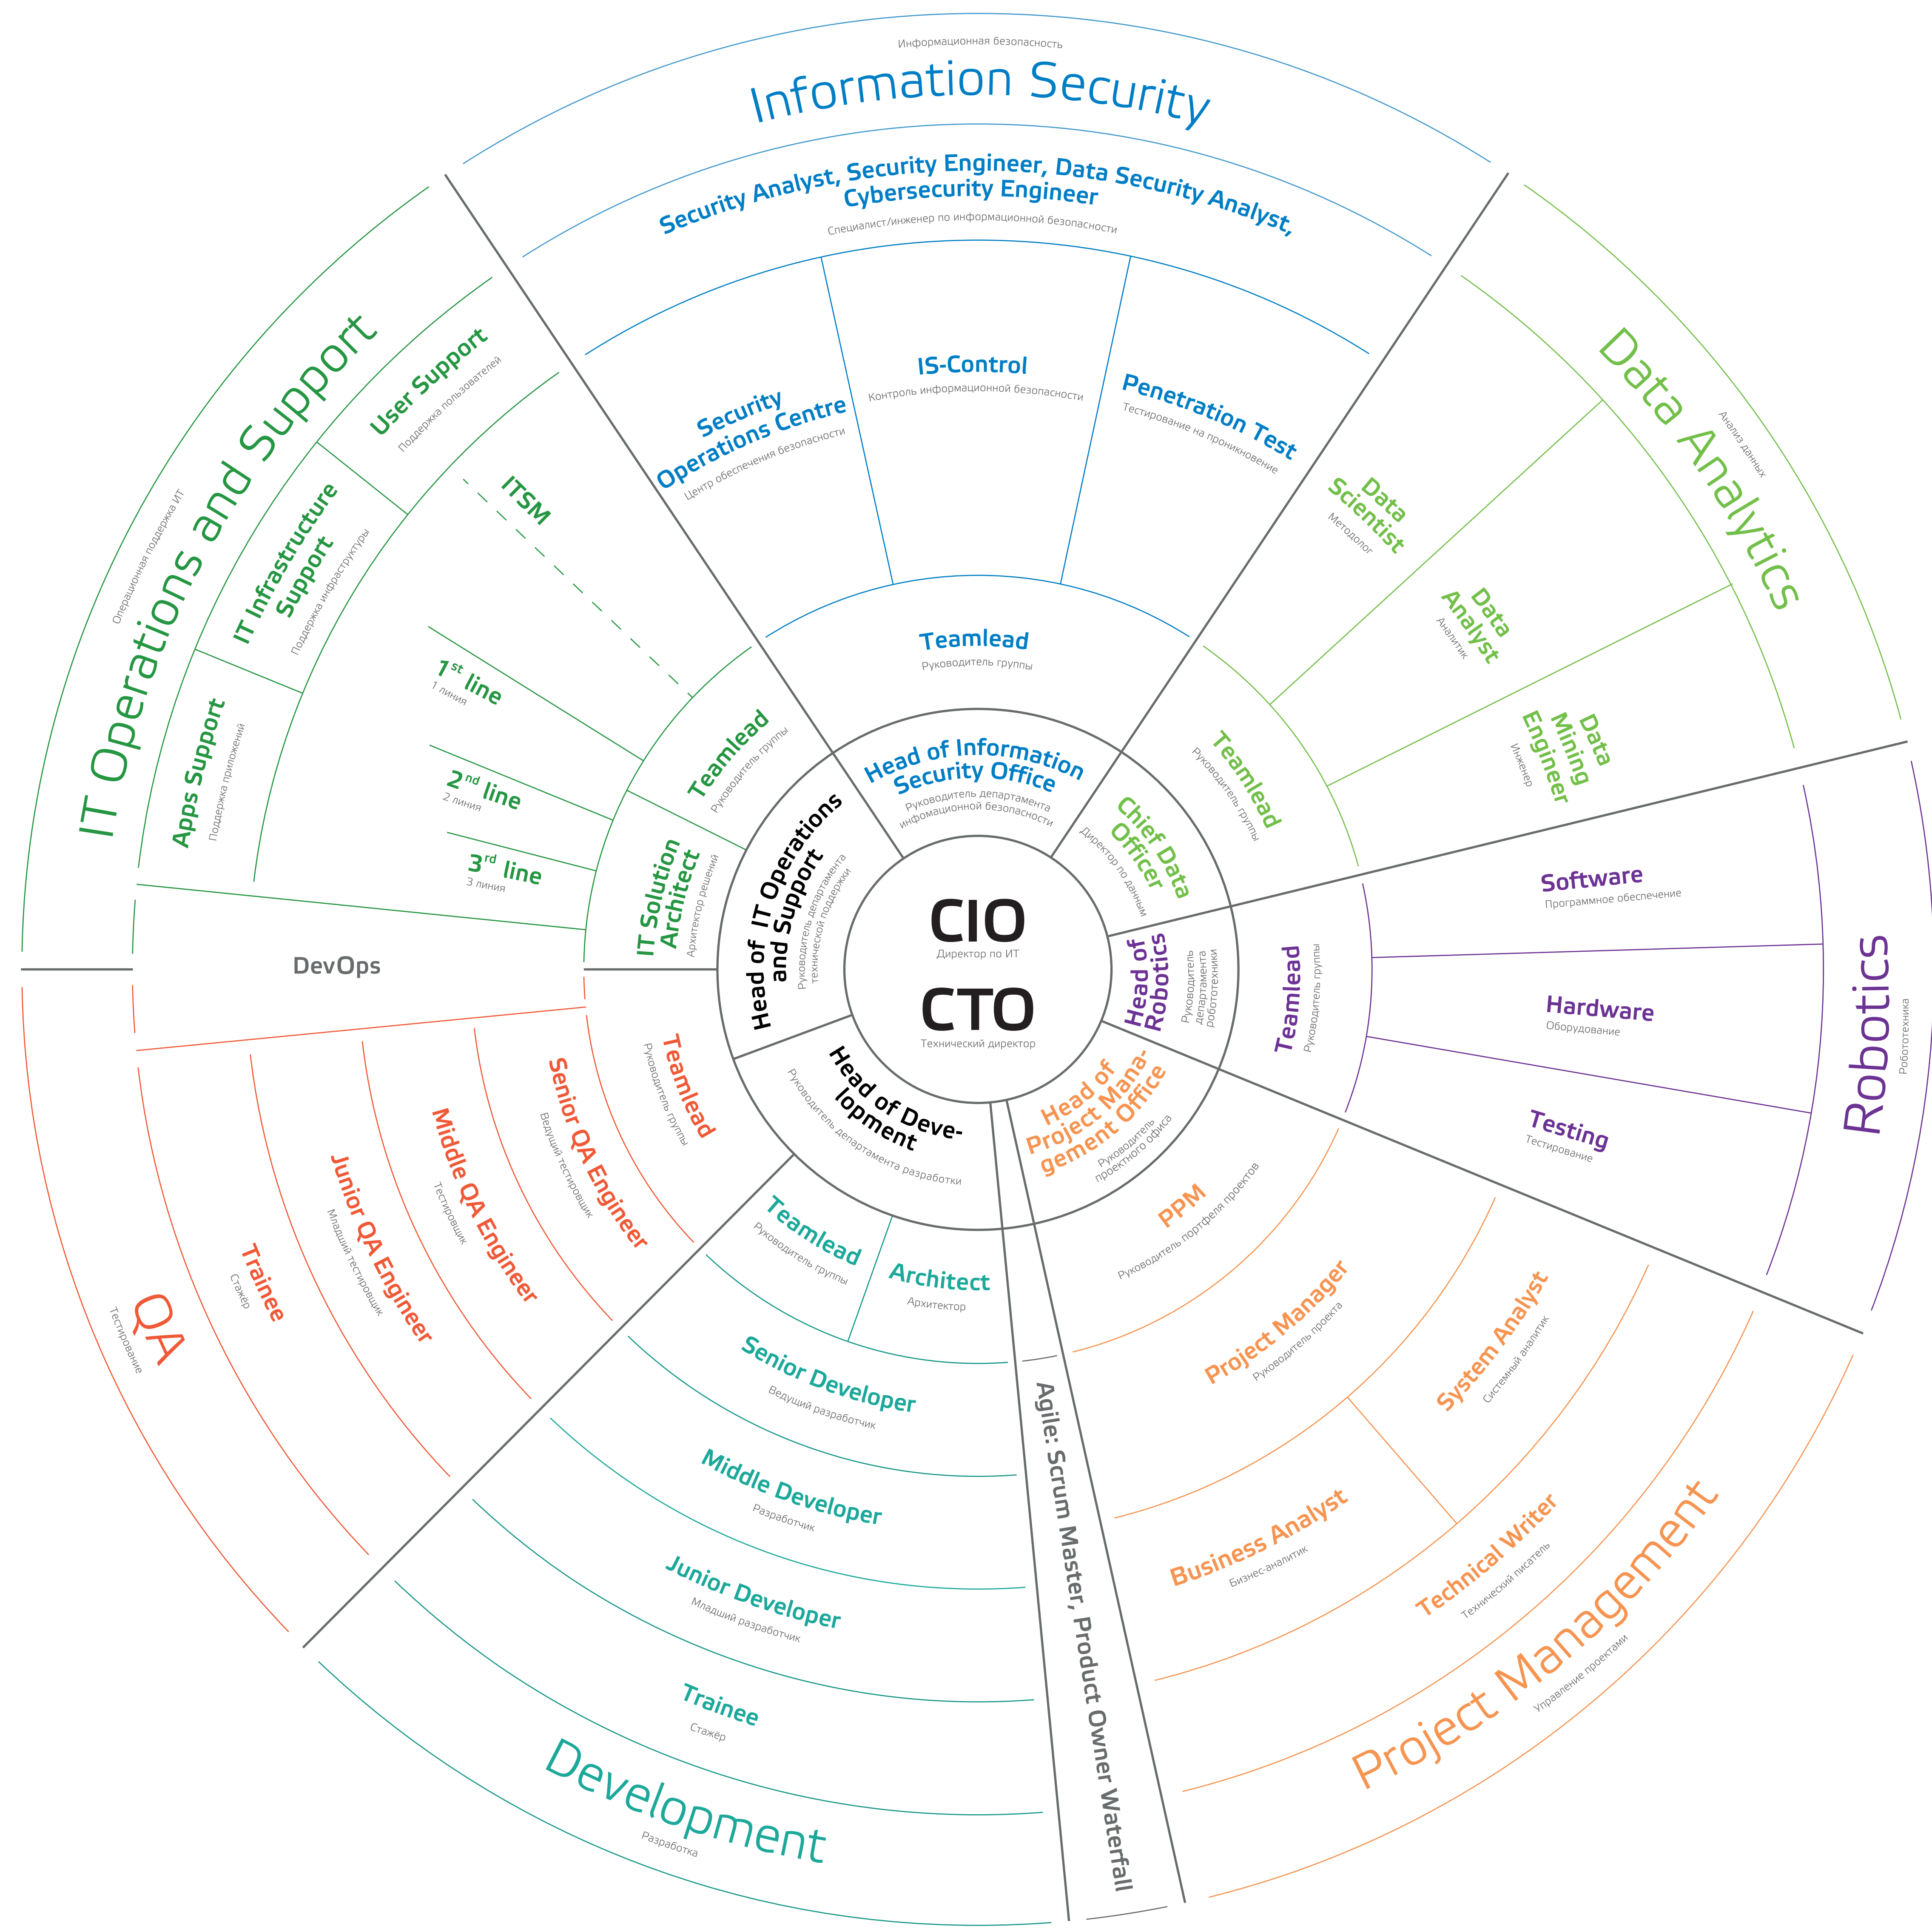 Информационная безопасность
Information Security
Security Analyst, Security Engineer, Data Security Analyst,
Cybersecurity Engineer
Специалист/инженер по информационной безопасности
Security
Operations Centre
Центр обеспечения безопасности
IS-Control
Контроль информационной безопасности
Penetration Test
Тестирование на проникновение
Teamlead
Руководитель группы
Head of Information
Security Office
Руководитель департамента
инфомационной безопасности
Data Analytics
Анализ данных
Data
Scientist
Методолог
Data
Analyst
Аналитик
Data
Mining
Engineer
Инженер
Teamlead
Руководитель группы
Chief Data
Officer
Директор по данным
Robotics
Робототехника
Software
Программное обеспечение
Hardware
Оборудование
Testing
Тестирование
Teamlead
Руководитель группы
Head of
Robotics
Руководитель
департамента
робототехники
CIO
Директор по ИТ
CTO
Технический директор
Head of
Project Mana-
gement Office
Руководитель
проектного офиса
PPM
Руководитель портфеля проектов
Project Manager
Руководитель проекта
System Analyst
Системный аналитик
Business Analyst
Бизнес-аналитик
Technical Writer
Технический писатель
Project Management
Управление проектами
Agile: Scrum Master, Product Owner Waterfall
Head of Deve-
lopment
Руководитель департамента разработки
Teamlead
Руководитель группы
Architect
Архитектор
Senior Developer
Ведущий разработчик
Middle Developer
Разработчик
Junior Developer
Младший разработчик
Trainee
Стажёр
Development
Разработка
Teamlead
Руководитель группы
Senior QA Engineer
Ведущий тестировщик
Middle QA Engineer
Тестировщик
Junior QA Engineer
Младший тестировщик
Trainee
Стажёр
QA
Тестирование
DevOps
Head of IT Operations
and Support
Руководитель департамента
технической поддержки
Teamlead
Руководитель группы
IT Solution
Architect
Архитектор решений
ITSM
1st line
1 линия
2nd line
2 линия
3rd line
3 линия
User Support
Поддержка пользователей
IT Infrastructure
Support
Поддержка инфраструктуры
Apps Support
Поддержка приложений
IT Operations and Support
Операционная поддержка ИТ